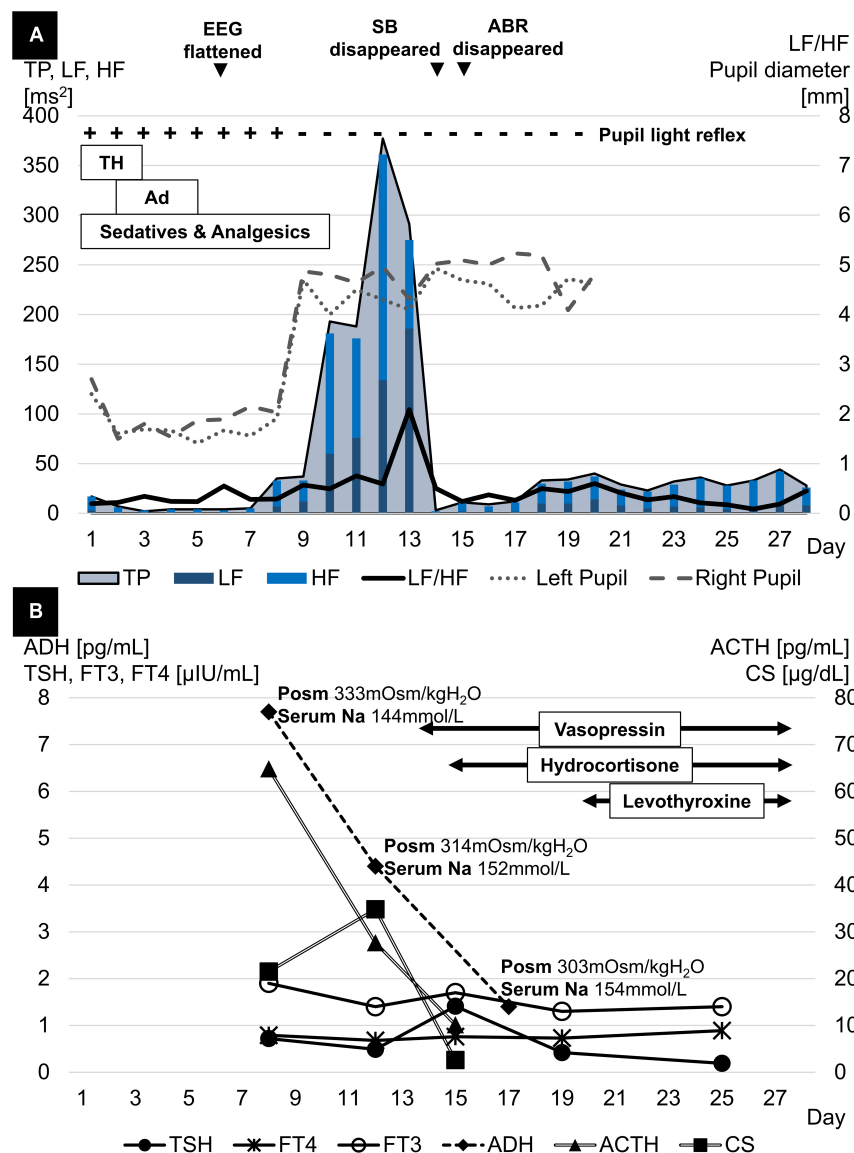 A
EEG
flattened
SB
disappeared
ABR
disappeared
TP, LF, HF
[ms2]
LF/HF
Pupil diameter
[mm]
400
350
300
250
200
150
100
50
0
8
7
6
5
4
3
2
1
0
+ + + + + + + + - - - - - - - - - - - - Pupil light reflex
TH
Ad
Sedatives & Analgesics
1 3 5 7 9 11 13 15 17 19 21 23 25 27 Day
TP LF HF LF/HF Left Pupil Right Pupil
B
ADH [pg/mL]
TSH, FT3, FT4 [μIU/mL]
ACTH [pg/mL]
CS [μg/dL]
8
7
6
5
4
3
2
1
0
80
70
60
50
40
30
20
10
0
Posm 333mOsm/kgH2O
Serum Na 144mmol/L
Vasopressin
Hydrocortisone
Levothyroxine
Posm 314mOsm/kgH2O
Serum Na 152mmol/L
Posm 303mOsm/kgH2O
Serum Na 154mmol/L
1 3 5 7 9 11 13 15 17 19 21 23 25 27
Day
TSH FT4 FT3 ADH ACTH CS